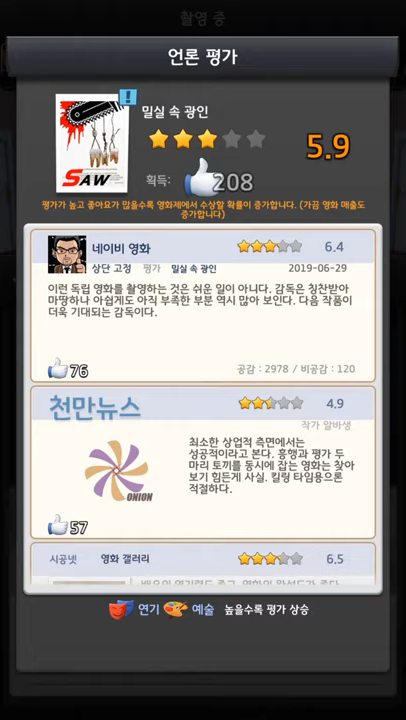 촬영 중
언론 평가
!
밀실 속 광인
SAW
5.9
획득: 208
평가가 높고 좋아요가 많을수록 영화제에서 수상할 확률이 증가합니다. (가끔 영화 매출도
증가합니다)
네이비 영화
6.4
상단 고정 평가 밀실 속 광인
2019-06-29
이런 독립 영화를 촬영하는 것은 쉬운 일이 아니다. 감독은 칭찬받아
마땅하나 아쉽게도 아직 부족한 부분 역시 많아 보인다. 다음 작품이
더욱 기대되는 감독이다.
76
공감 : 2978 / 비공감 : 120
천만뉴스
4.9
작가 알바생
ONION
최소한 상업적 측면에서는
성공적이라고 본다. 흥행과 평가 두
마리 토끼를 동시에 잡는 영화는 찾아
보기 힘든게 사실. 킬링 타임용으론
적절하다.
57
시공넷 영화 갤러리
6.5
연기 예술 높을수록 평가 상승